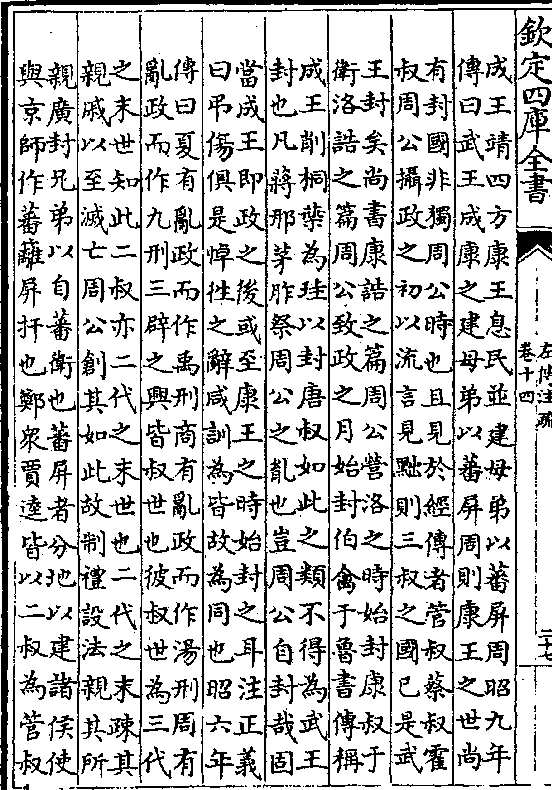 欽定四庫全書
左傳注疏
卷十四
二十七
成王靖四方康王息民並建母弟以蕃屏周昭九年
傳曰武王成康之建母弟以蕃屏周則康王之世尚
有封國非獨周公時也且見於經傳者管叔蔡叔霍
叔周公攝政之初以流言見黜則三叔之國已是武
王封矣尚書康誥之篇周公營洛之時始封康叔于
衛洛誥之篇周公致政之月始封伯禽于魯書傳稱
成王削桐葉為珪以封唐叔如此之類不得為武王
封也凡蔣邢茅胙祭周公之胤也豈周公自封哉固
當成王即政之後或至康王之時始封之耳注正義
曰弔傷俱是悼往之辭咸訓為皆故為同也昭六年
傳曰夏有亂政而作禹刑商有亂政而作湯刑周有
亂政而作九刑三辟之興皆叔世也彼叔世為三代
之末世知此二叔亦二代之末世也二代之末疎其
親戚以至滅亡周公創其如此故制禮設法親其所
親廣封兄弟以自蕃衛也蕃屏者分地以建諸侯使
與京師作蕃蘺屏扞也鄭衆賈逵皆以二叔為管叔